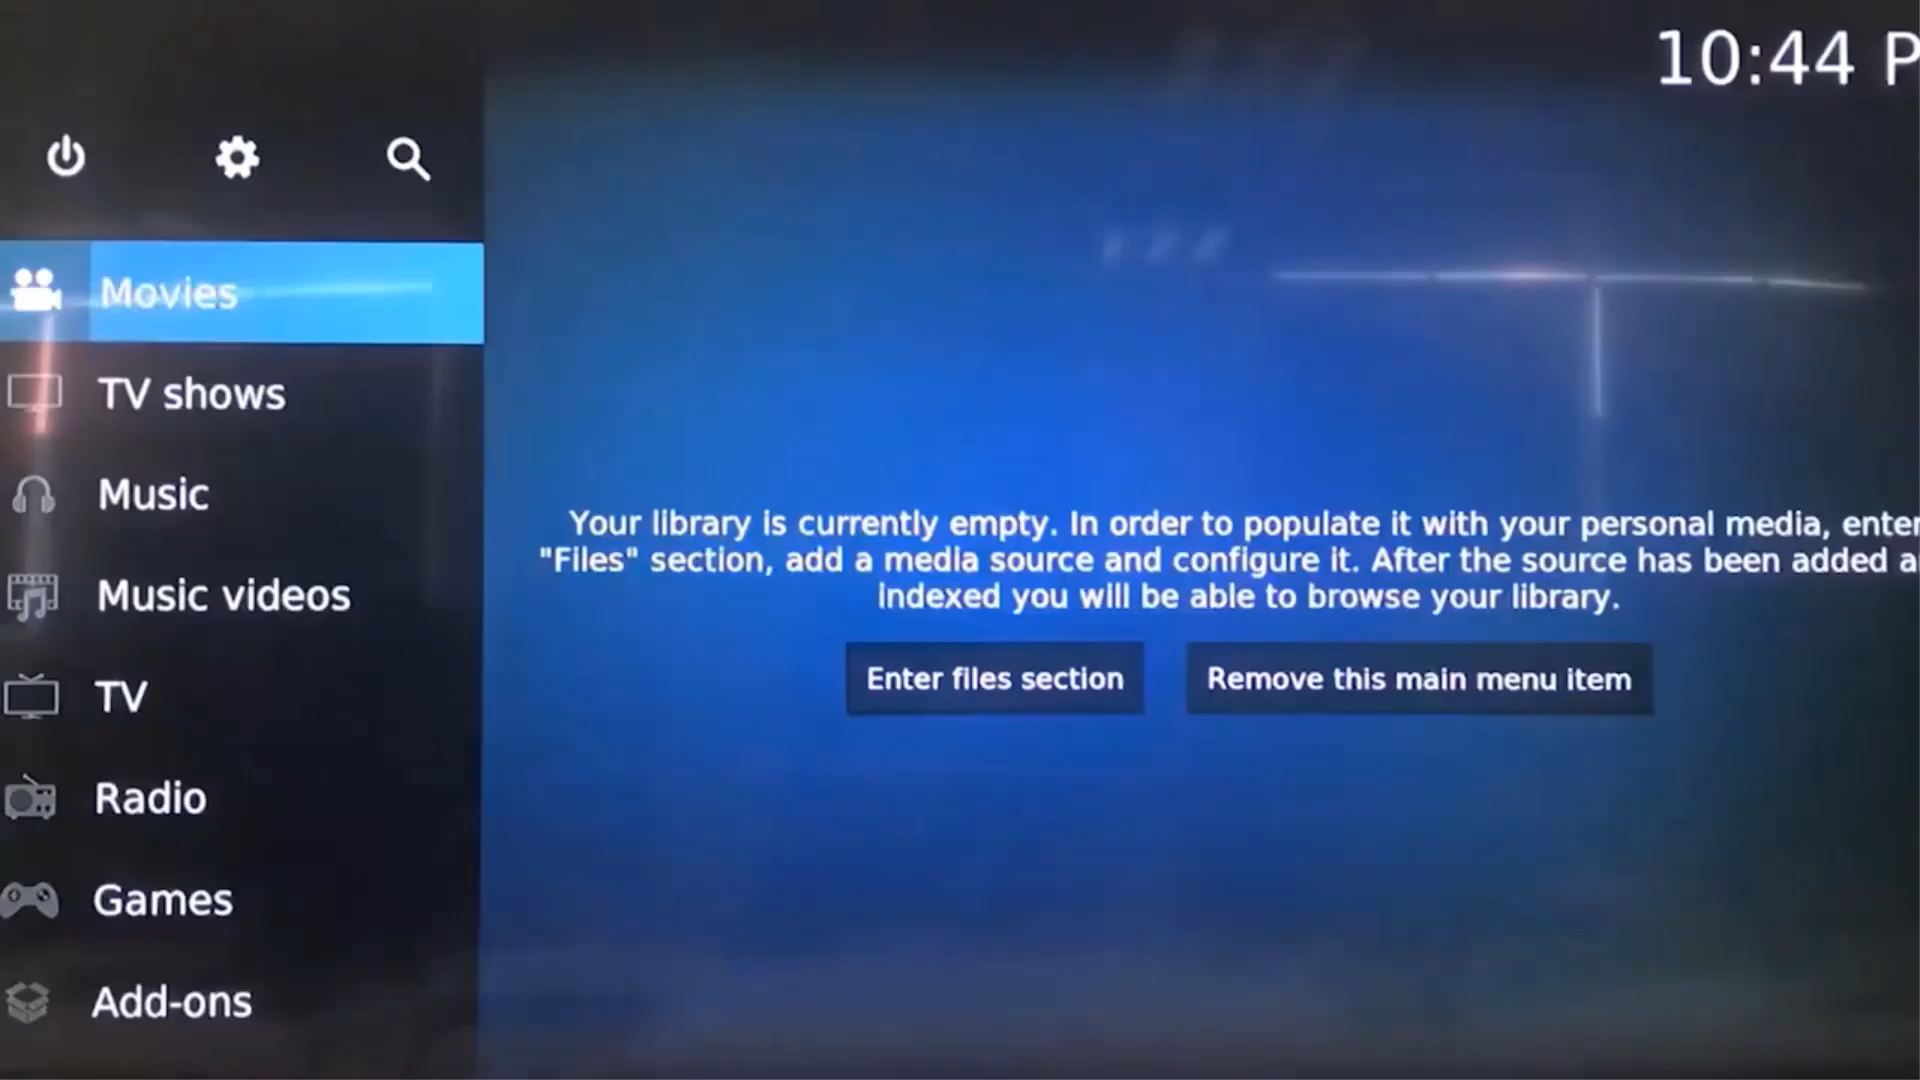 10:44 P
Movies
TV shows
Music
Music videos
TV
Radio
Games
Add-ons
Your library is currently empty. In order to populate it with your personal media, enter
"Files" section, add a media source and configure it. After the source has been added a
indexed you will be able to browse your library.
Enter files section
Remove this main menu item